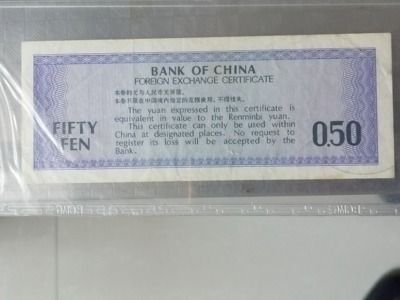 BANK OF CHINA
FOREIGN EXCHANGE CERTIFICATE
本券的元与人民币元等值。
本券只限在中国境内指定的范围使用，不得挂失。
The yuan expressed in this certificate is
equivalent in value to the Renminbi yuan.
This certificate can only be used within
China at designated places. No request to
register its loss will be accepted by the
Bank.
FIFTY
FEN
0.50